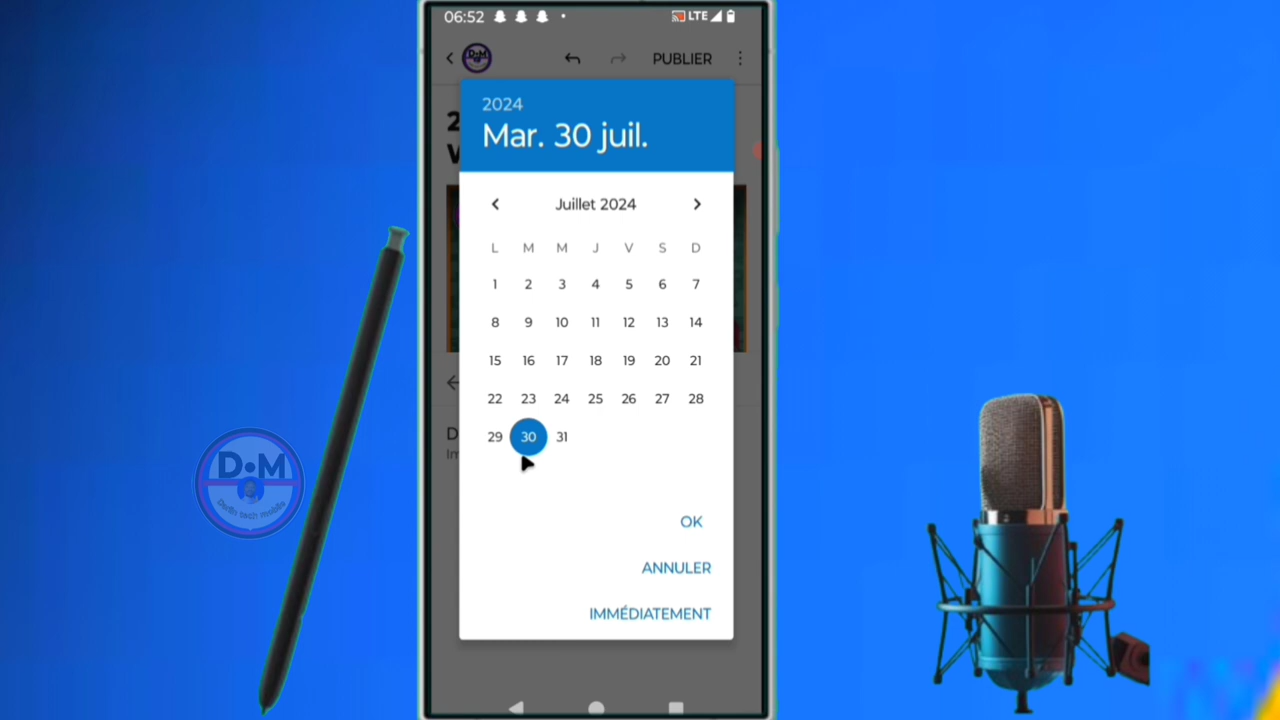 06:52
LTE
D•M
PUBLIER
2024
Mar. 30 juil.
Juillet 2024
L M M J V S D
1 2 3 4 5 6 7
8 9 10 11 12 13 14
15 16 17 18 19 20 21
22 23 24 25 26 27 28
29 30 31
OK
ANNULER
IMMÉDIATEMENT
2
D
Im
D•M